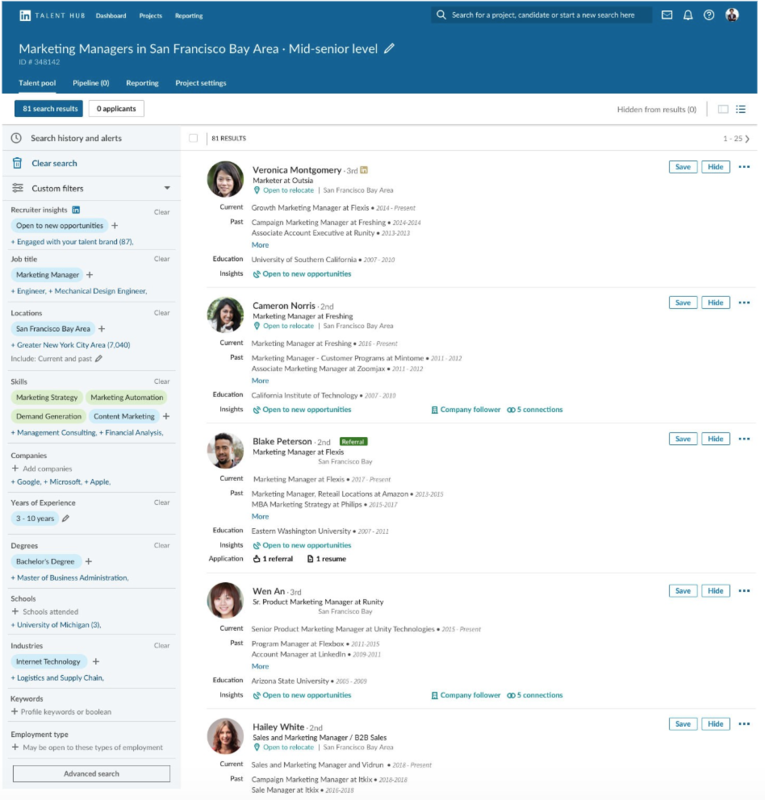 in TALENT HUB Dashboard Projects Reporting Search for a project, candidate or start a new search here
Marketing Managers in San Francisco Bay Area · Mid-senior level
ID # 348142
Talent pool Pipeline (0) Reporting Project settings
81 search results 0 applicants Hidden from results (0)
Search history and alerts
Clear search
Custom filters
Recruiter insights in Clear
Open to new opportunities +
+ Engaged with your talent brand (87),
Job title Clear
Marketing Manager +
+ Engineer, + Mechanical Design Engineer,
Locations Clear
San Francisco Bay Area +
+ Greater New York City Area (7,040)
Include: Current and past
Skills Clear
Marketing Strategy Marketing Automation
Demand Generation Content Marketing +
+ Management Consulting, + Financial Analysis,
Companies
+ Add companies
+ Google, + Microsoft, + Apple,
Years of Experience Clear
3 - 10 years
Degrees Clear
Bachelor's Degree +
+ Master of Business Administration,
Schools
+ Schools attended
+ University of Michigan (3),
Industries Clear
Internet Technology +
+ Logistics and Supply Chain,
Keywords
+ Profile keywords or boolean
Employment type
+ May be open to these types of employment
Advanced search
81 RESULTS 1 - 25
Veronica Montgomery · 3rd in Save Hide
Marketer at Outsia
Open to relocate | San Francisco Bay Area
Current Growth Marketing Manager at Flexis • 2014 - Present
Past Campaign Marketing Manager at Freshing • 2014-2014
Associate Account Executive at Runity • 2013-2013
More
Education University of Southern California • 2007 - 2010
Insights Open to new opportunities
Cameron Norris · 2nd Save Hide
Marketing Manager at Freshing
Open to relocate | San Francisco Bay Area
Current Marketing Manager at Freshing • 2016 - Present
Past Marketing Manager - Customer Programs at Mintome • 2011 - 2012
Associate Marketing Manager at Zoomjax • 2011 - 2012
More
Education California Institute of Technology • 2007 - 2010
Insights Open to new opportunities Company follower 5 connections
Blake Peterson · 2nd Referral Save Hide
Marketing Manager at Flexis
San Francisco Bay
Current Marketing Manager at Flexis • 2017 - Present
Past Marketing Manager, Reteail Locations at Amazon • 2013-2015
MBA Marketing Strategy at Philips • 2015-2017
More
Education Eastern Washington University • 2007 - 2011
Insights Open to new opportunities
Application 1 referral 1 resume
Wen An · 3rd Save Hide
Sr. Product Marketing Manager at Runity
San Francisco Bay
Current Senior Product Marketing Manager at Unity Technologies • 2015 - Present
Past Program Manager at Flexbox • 2011-2015
Account Manager at LinkedIn • 2009-2011
More
Education Arizona State University • 2005 - 2009
Insights Open to new opportunities Company follower 5 connections
Hailey White · 2nd Save Hide
Sales and Marketing Manager / B2B Sales
Open to relocate | San Francisco Bay Area
Current Sales and Marketing Manager and Vidrun • 2018 - Present
Past Campaign Marketing Manager at Itkix • 2018-2018
Sale Manager at Itkix • 2016-2018